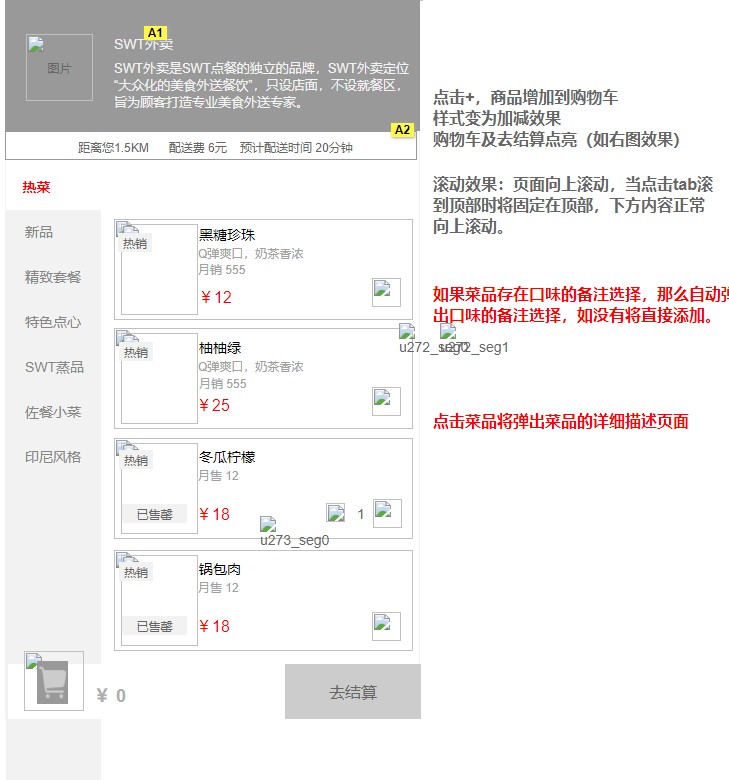 A1
SWT外卖
图片
SWT外卖是SWT点餐的独立的品牌，SWT外卖定位
“大众化的美食外送餐饮”，只设店面，不设就餐区，
旨为顾客打造专业美食外送专家。
A2
距离您1.5KM 配送费 6元 预计配送时间 20分钟
热菜
新品
精致套餐
特色点心
SWT蒸品
佐餐小菜
印尼风格
热销
黑糖珍珠
Q弹爽口，奶茶香浓
月销 555
￥12
热销
柚柚绿
Q弹爽口，奶茶香浓
月销 555
￥25
热销
冬瓜柠檬
月售 12
已售罄
￥18
1
热销
锅包肉
月售 12
已售罄
￥18
u272_seg0
u272_seg1
u273_seg0
¥ 0
去结算
点击+，商品增加到购物车
样式变为加减效果
购物车及去结算点亮（如右图效果）
滚动效果：页面向上滚动，当点击tab滚
到顶部时将固定在顶部，下方内容正常
向上滚动。
如果菜品存在口味的备注选择，那么自动弹
出口味的备注选择，如没有将直接添加。
点击菜品将弹出菜品的详细描述页面